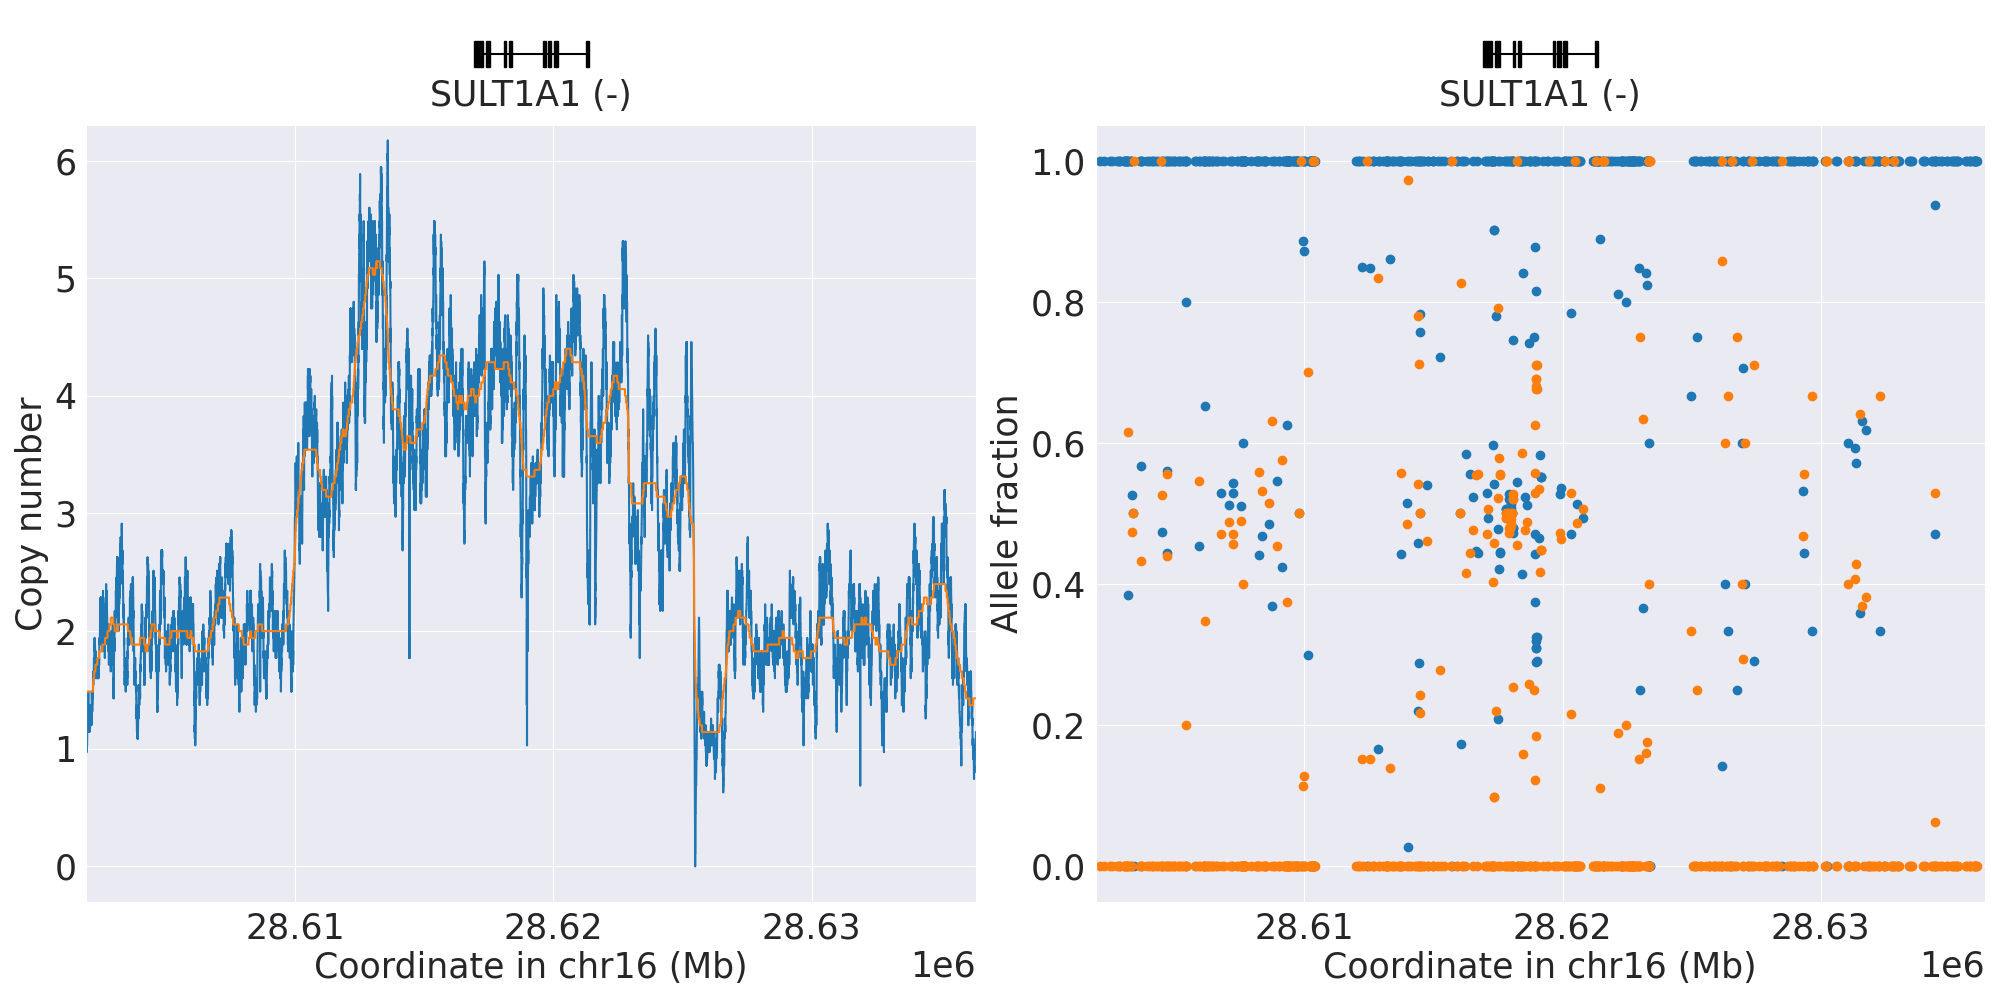 SULT1A1 (-)
Copy number
6
5
4
3
2
1
0
28.61 28.62 28.63
Coordinate in chr16 (Mb) 1e6
SULT1A1 (-)
Allele fraction
1.0
0.8
0.6
0.4
0.2
0.0
28.61 28.62 28.63
Coordinate in chr16 (Mb) 1e6